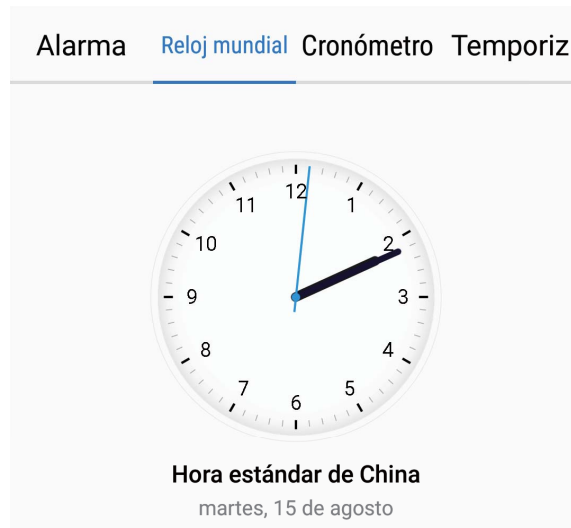 Alarma Reloj mundial Cronómetro Temporiz
12
11 1
10 2
9 3
8 4
7 5
6
Hora estándar de China
martes, 15 de agosto